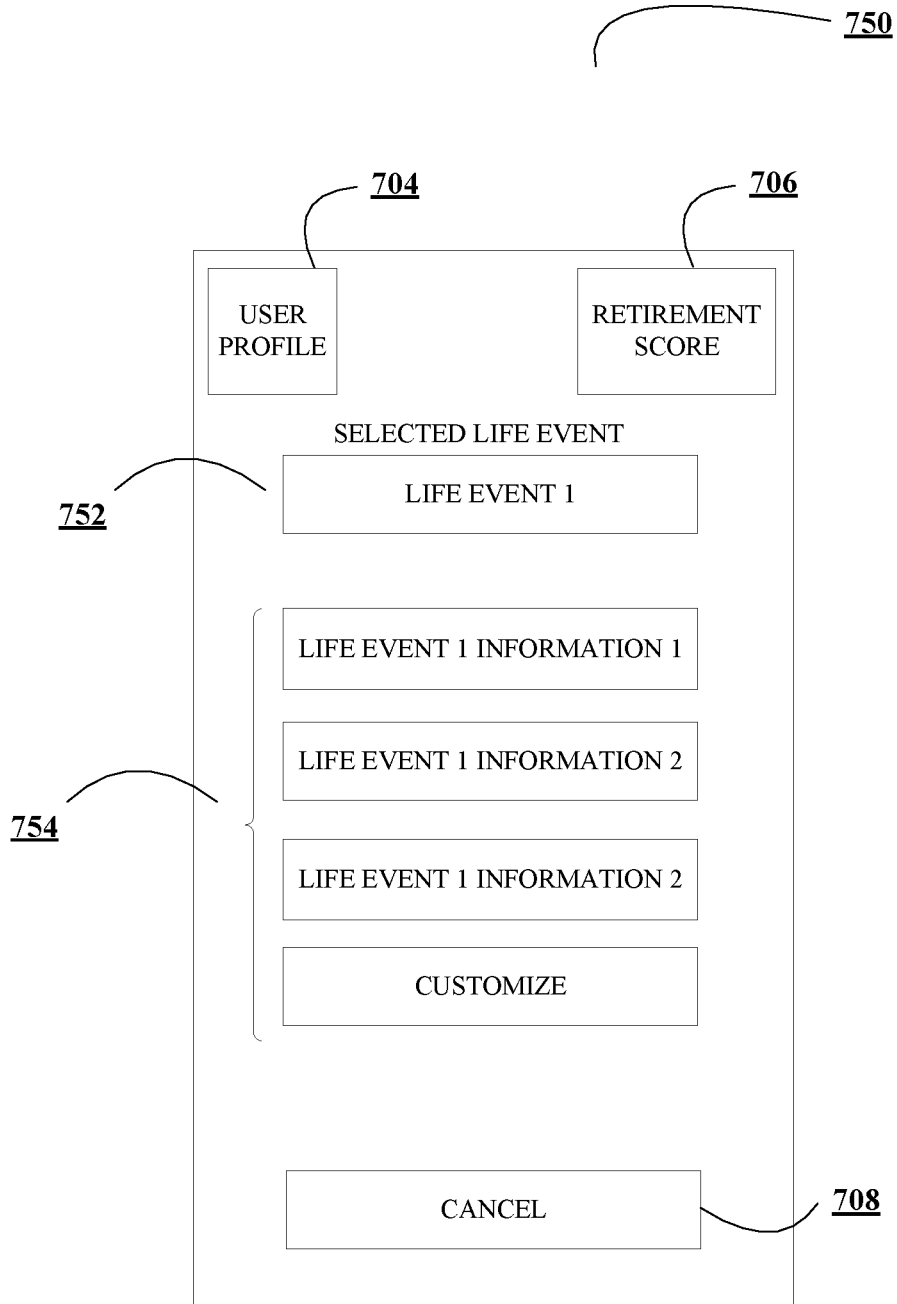 750
704
706
USER
PROFILE
RETIREMENT
SCORE
SELECTED LIFE EVENT
LIFE EVENT 1
752
LIFE EVENT 1 INFORMATION 1
LIFE EVENT 1 INFORMATION 2
754
LIFE EVENT 1 INFORMATION 2
CUSTOMIZE
CANCEL
708